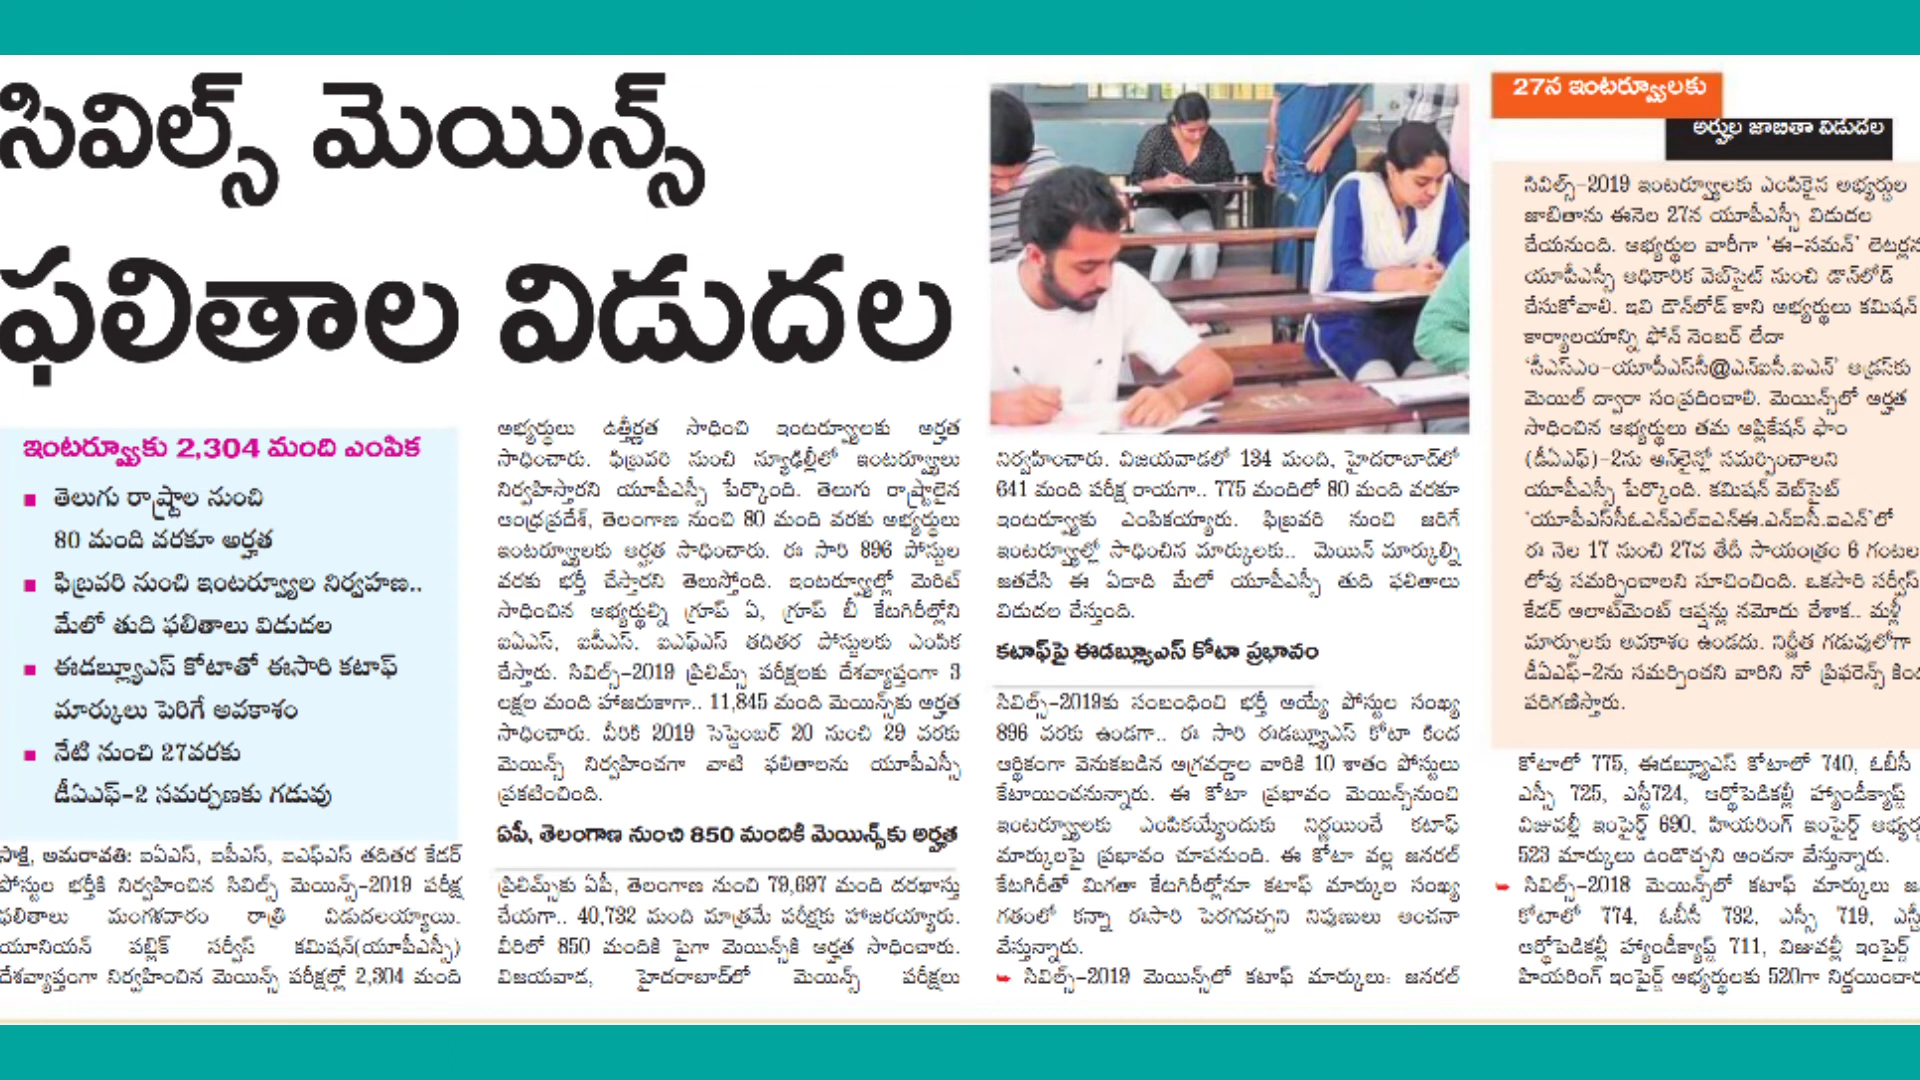 సివిల్స్ మెయిన్స్
ఫలితాల విడుదల
ఇంటర్వ్యూకు 2,304 మంది ఎంపిక
తెలుగు రాష్ట్రాల నుంచి
80 మంది వరకూ అర్హత
ఫిబ్రవరి నుంచి ఇంటర్వ్యూల నిర్వహణ..
మేలో తుది ఫలితాలు విడుదల
ఈడబ్ల్యూఎస్ కోటాతో ఈసారి కటాఫ్
మార్కులు పెరిగే అవకాశం
నేటి నుంచి 27వరకు
డీఏఎఫ్-2 సమర్పణకు గడువు
సాక్షి, అమరావతి: ఐఏఎస్, ఐపీఎస్, ఐఎఫ్ఎస్ తదితర కేడర్
పోస్టుల భర్తీకి నిర్వహించిన సివిల్స్ మెయిన్స్-2019 పరీక్ష
ఫలితాలు మంగళవారం రాత్రి విడుదలయ్యాయి.
యూనియన్ పబ్లిక్ సర్వీస్ కమిషన్(యూపీఎస్సీ)
దేశవ్యాప్తంగా నిర్వహించిన మెయిన్స్ పరీక్షల్లో 2,304 మంది
అభ్యర్థులు ఉత్తీర్ణత సాధించి ఇంటర్వ్యూలకు అర్హత
సాధించారు. ఫిబ్రవరి నుంచి న్యూఢిల్లీలో ఇంటర్వ్యూలు
నిర్వహిస్తారని యూపీఎస్సీ పేర్కొంది. తెలుగు రాష్ట్రాలైన
ఆంధ్రప్రదేశ్, తెలంగాణ నుంచి 80 మంది వరకు అభ్యర్థులు
ఇంటర్వ్యూలకు అర్హత సాధించారు. ఈ సారి 896 పోస్టుల
వరకు భర్తీ చేస్తారని తెలుస్తోంది. ఇంటర్వ్యూల్లో మెరిట్
సాధించిన అభ్యర్థుల్ని గ్రూప్ ఏ, గ్రూప్ బీ కేటగిరీల్లోని
ఐఏఎస్, ఐపీఎస్, ఐఎఫ్ఎస్ తదితర పోస్టులకు ఎంపిక
చేస్తారు. సివిల్స్-2019 ప్రిలిమ్స్ పరీక్షలకు దేశవ్యాప్తంగా 3
లక్షల మంది హాజరుకాగా.. 11,845 మంది మెయిన్స్‌కు అర్హత
సాధించారు. వీరికి 2019 సెప్టెంబర్ 20 నుంచి 29 వరకు
మెయిన్స్ నిర్వహించగా వాటి ఫలితాలను యూపీఎస్సీ
ప్రకటించింది.
ఏపీ, తెలంగాణ నుంచి 850 మందికి మెయిన్స్‌కు అర్హత
ప్రిలిమ్స్‌కు ఏపీ, తెలంగాణ నుంచి 79,697 మంది దరఖాస్తు
చేయగా.. 40,732 మంది మాత్రమే పరీక్షకు హాజరయ్యారు.
వీరిలో 850 మందికి పైగా మెయిన్స్‌కి అర్హత సాధించారు.
విజయవాడ, హైదరాబాద్‌లో మెయిన్స్ పరీక్షలు
నిర్వహించారు. విజయవాడలో 134 మంది, హైదరాబాద్‌లో
641 మంది పరీక్ష రాయగా.. 775 మందిలో 80 మంది వరకూ
ఇంటర్వ్యూకు ఎంపికయ్యారు. ఫిబ్రవరి నుంచి జరిగే
ఇంటర్వ్యూల్లో సాధించిన మార్కులకు.. మెయిన్ మార్కుల్ని
జతచేసి ఈ ఏడాది మేలో యూపీఎస్సీ తుది ఫలితాలు
విడుదల చేస్తుంది.
కటాఫ్‌పై ఈడబ్ల్యూఎస్ కోటా ప్రభావం
సివిల్స్-2019కు సంబంధించి భర్తీ అయ్యే పోస్టుల సంఖ్య
896 వరకు ఉండగా.. ఈ సారి ఈడబ్ల్యూఎస్ కోటా కింద
ఆర్థికంగా వెనుకబడిన అగ్రవర్ణాల వారికి 10 శాతం పోస్టులు
కేటాయించనున్నారు. ఈ కోటా ప్రభావం మెయిన్స్‌నుంచి
ఇంటర్వ్యూలకు ఎంపికయ్యేందుకు నిర్ణయించే కటాఫ్
మార్కులపై ప్రభావం చూపనుంది. ఈ కోటా వల్ల జనరల్
కేటగిరీతో మిగతా కేటగిరీల్లోనూ కటాఫ్ మార్కుల సంఖ్య
గతంలో కన్నా ఈసారి పెరగవచ్చని నిపుణులు అంచనా
వేస్తున్నారు.
సివిల్స్-2019 మెయిన్స్‌లో కటాఫ్ మార్కులు: జనరల్
27న ఇంటర్వ్యూలకు
అర్హుల జాబితా విడుదల
సివిల్స్-2019 ఇంటర్వ్యూలకు ఎంపికైన అభ్యర్థుల
జాబితాను ఈనెల 27న యూపీఎస్సీ విడుదల
చేయనుంది. అభ్యర్థుల వారీగా 'ఈ-సమన్' లెటర్లను
యూపీఎస్సీ అధికారిక వెబ్‌సైట్ నుంచి డౌన్‌లోడ్
చేసుకోవాలి. ఇవి డౌన్‌లోడ్ కాని అభ్యర్థులు కమిషన్
కార్యాలయాన్ని ఫోన్ నెంబర్ లేదా
'సీఎస్ఎం-యూపీఎస్‌సీ@ఎన్ఐసీ.ఐఎన్' అడ్రస్‌కు
మెయిల్ ద్వారా సంప్రదించాలి. మెయిన్స్‌లో అర్హత
సాధించిన అభ్యర్థులు తమ అప్లికేషన్ ఫాం
(డీఏఎఫ్)-2ను ఆన్‌లైన్లో సమర్పించాలని
యూపీఎస్సీ పేర్కొంది. కమిషన్ వెబ్‌సైట్
'యూపీఎస్‌సీఓఎన్ఎల్ఐఎన్ఈ.ఎన్ఐసీ.ఐఎన్'లో
ఈ నెల 17 నుంచి 27వ తేదీ సాయంత్రం 6 గంటల
లోపు సమర్పించాలని సూచించింది. ఒకసారి సర్వీస్
కేడర్ అలాట్‌మెంట్ ఆప్షన్లు నమోదు చేశాక.. మళ్లీ
మార్పులకు అవకాశం ఉండదు. నిర్ణీత గడువులోగా
డీఏఎఫ్-2ను సమర్పించని వారిని నో ప్రిఫరెన్స్
పరిగణిస్తారు.
కోటాలో 775, ఈడబ్ల్యూఎస్ కోటాలో 740, ఓబీసీ
ఎస్సీ 725, ఎస్టీ724, ఆర్థోపెడికల్లీ హ్యాండీక్యాప్డ్
విజువల్లీ ఇంపైర్డ్ 690, హియరింగ్ ఇంపైర్డ్
523 మార్కులు ఉండొచ్చని అంచనా వేస్తున్నారు.
సివిల్స్-2018 మెయిన్స్‌లో కటాఫ్ మార్కులు
కోటాలో 774, ఓబీసీ 732, ఎస్సీ 719,
ఆర్థోపెడికల్లీ హ్యాండీక్యాప్డ్ 711, విజువల్లీ ఇంపైర్డ్
హియరింగ్ ఇంపైర్డ్ అభ్యర్థులకు 520గా